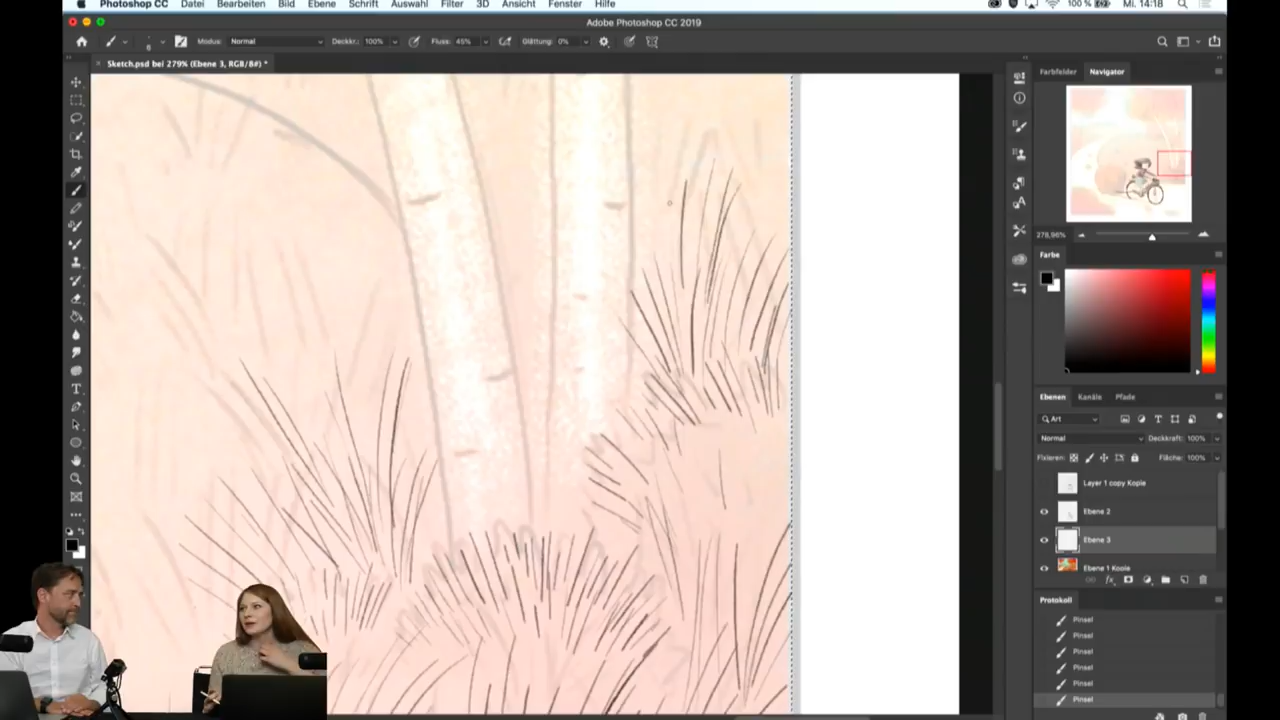 Photoshop CC Datei Bearbeiten Bild Ebene Schrift Auswahl Filter 3D Ansicht Fenster Hilfe 100 % Mi. 14:18
Adobe Photoshop CC 2019
6 Modus: Normal Deckkr.: 100% Fluss: 45% Glättung: 0%
Sketch.psd bei 279% (Ebene 3, RGB/8#) *
Farbfelder Navigator
278,96%
Farbe
Ebenen Kanäle Pfade
Art
Normal Deckkraft: 100%
Fixieren: Fläche: 100%
Layer 1 copy Kopie
Ebene 2
Ebene 3
Ebene 1 Kopie
fx
Protokoll
Pinsel
Pinsel
Pinsel
Pinsel
Pinsel
Pinsel